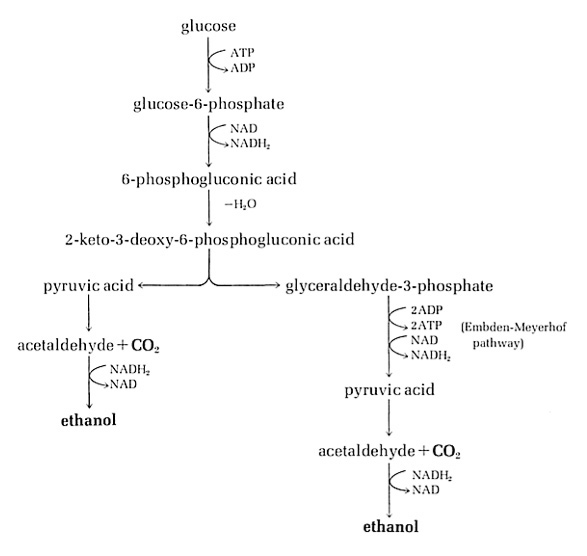 glucose
ATP
ADP
glucose-6-phosphate
NAD
NADH₂
6-phosphogluconic acid
−H₂O
2-keto-3-deoxy-6-phosphogluconic acid
pyruvic acid
glyceraldehyde-3-phosphate
2ADP
2ATP
NAD
NADH₂
(Embden-Meyerhof
pathway)
acetaldehyde + CO₂
NADH₂
NAD
ethanol
pyruvic acid
acetaldehyde + CO₂
NADH₂
NAD
ethanol